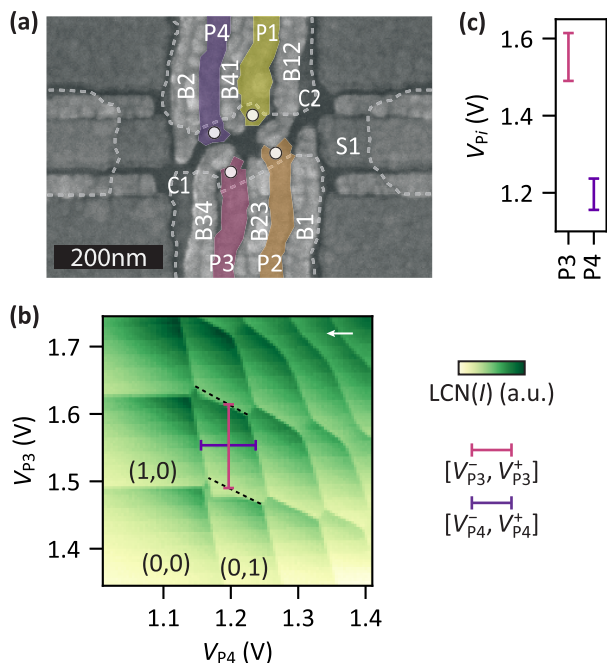 (a)
P4 P1
B2 B41 B12
C2
S1
C1
B34 B23 B1
200nm
P3 P2
(c)
V_Pi (V)
1.6
1.4
1.2
P3 P4
(b)
V_P3 (V)
1.7
1.6
1.5
1.4
(1,0)
(0,0) (0,1)
1.1 1.2 1.3 1.4
V_P4 (V)
LCN(I) (a.u.)
[V⁻_P3, V⁺_P3]
[V⁻_P4, V⁺_P4]